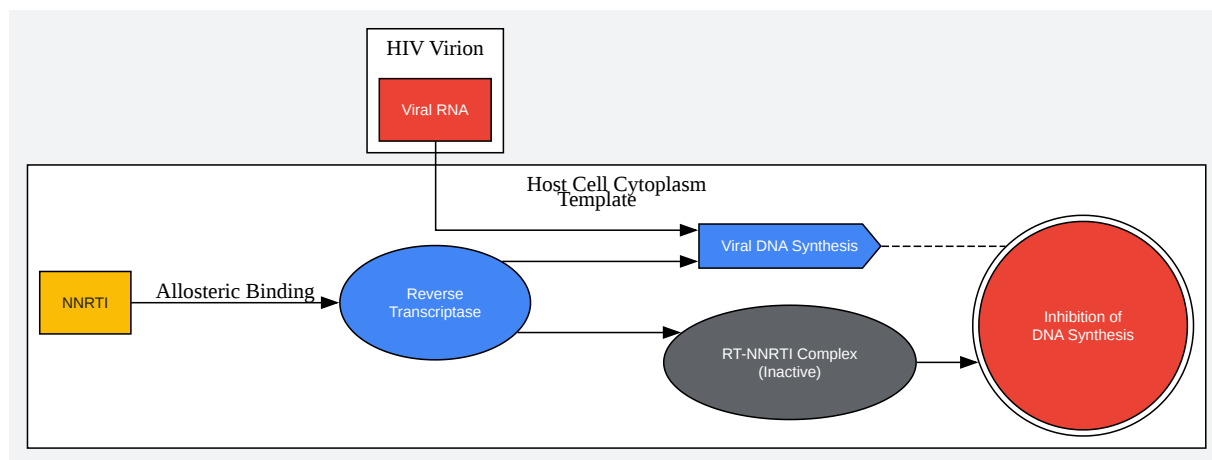 HIV Virion
Viral RNA
Host Cell Cytoplasm
Template
Viral DNA Synthesis
NNRTI
Allosteric Binding
Reverse
Transcriptase
RT-NNRTI Complex
(Inactive)
Inhibition of
DNA Synthesis